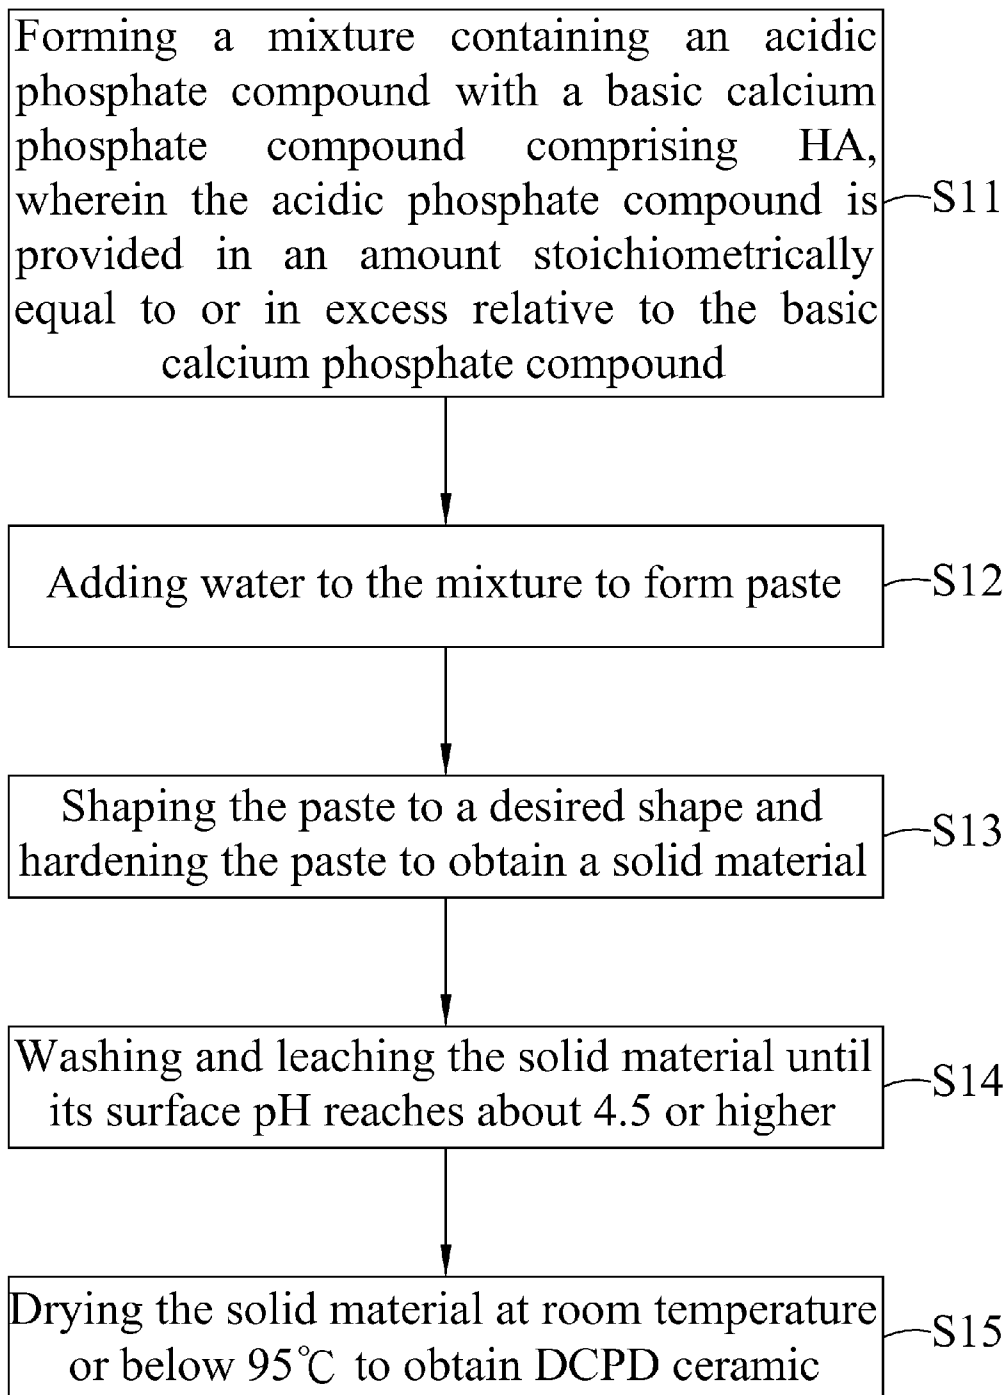 Forming a mixture containing an acidic
phosphate compound with a basic calcium
phosphate compound comprising HA,
wherein the acidic phosphate compound is
provided in an amount stoichiometrically
equal to or in excess relative to the basic
calcium phosphate compound
S11
Adding water to the mixture to form paste
S12
Shaping the paste to a desired shape and
hardening the paste to obtain a solid material
S13
Washing and leaching the solid material until
its surface pH reaches about 4.5 or higher
S14
Drying the solid material at room temperature
or below 95℃ to obtain DCPD ceramic
S15